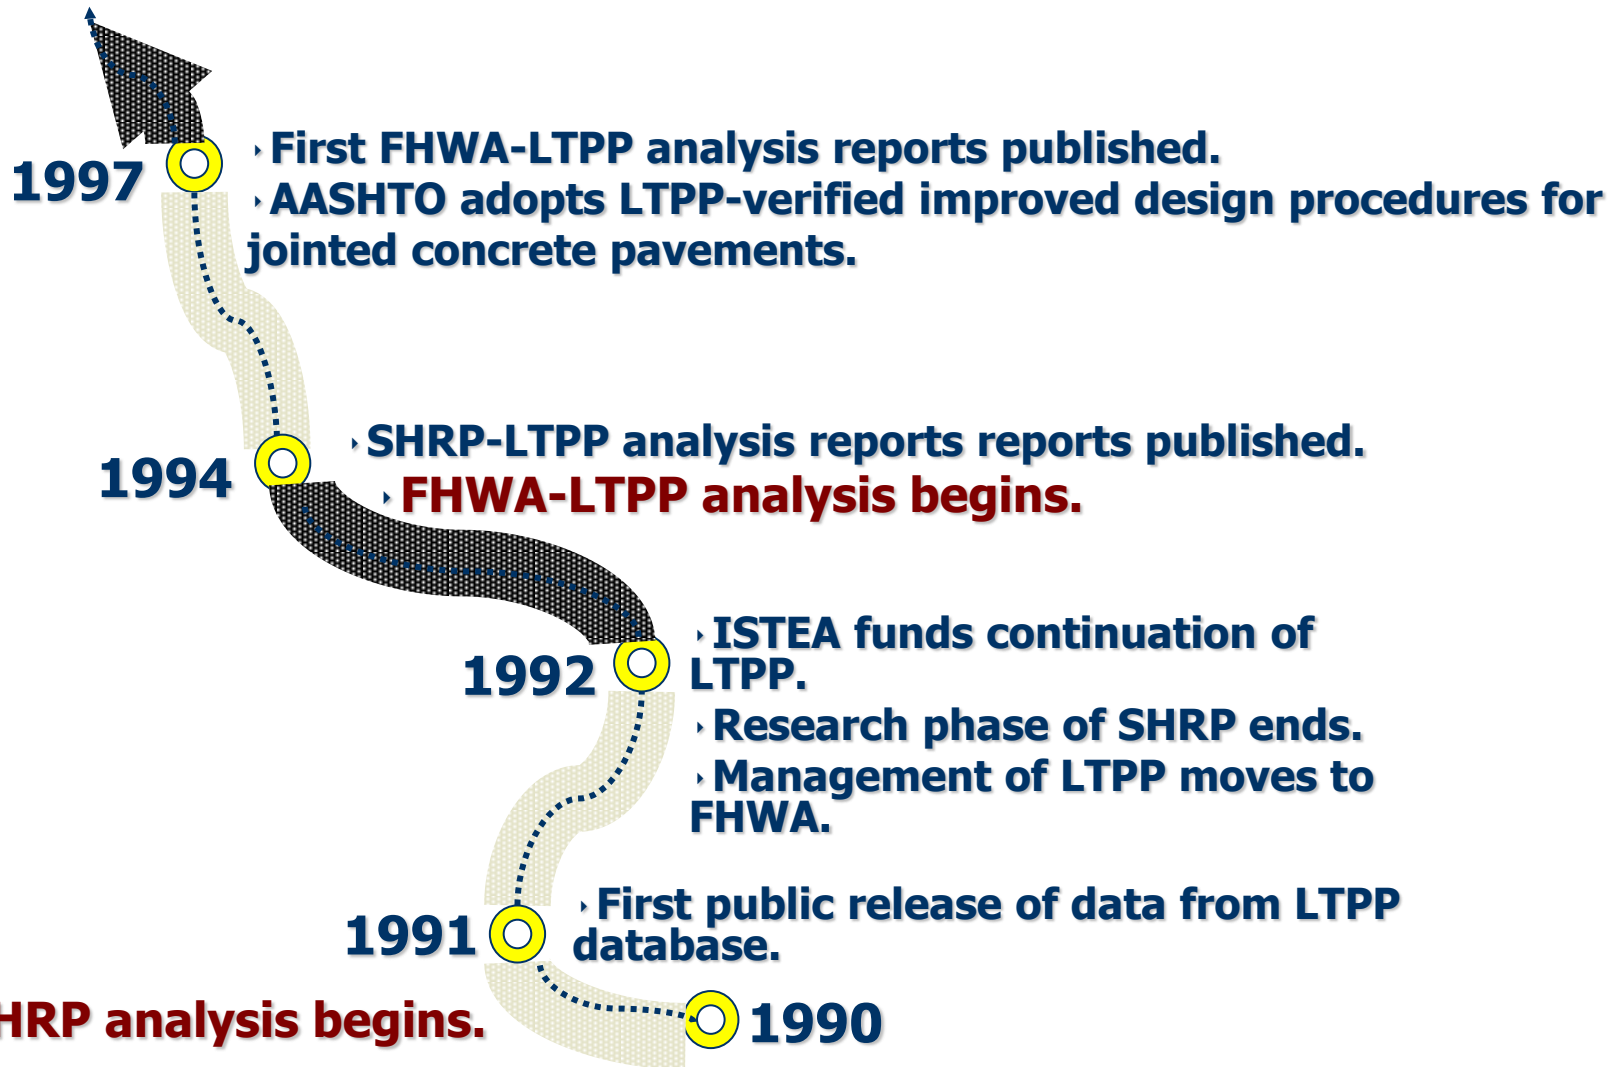 1997
‣First FHWA-LTPP analysis reports published.
‣AASHTO adopts LTPP-verified improved design procedures for
jointed concrete pavements.
1994
‣SHRP-LTPP analysis reports reports published.
‣FHWA-LTPP analysis begins.
1992
‣ISTEA funds continuation of
LTPP.
‣Research phase of SHRP ends.
‣Management of LTPP moves to
FHWA.
1991
‣First public release of data from LTPP
database.
HRP analysis begins.
1990